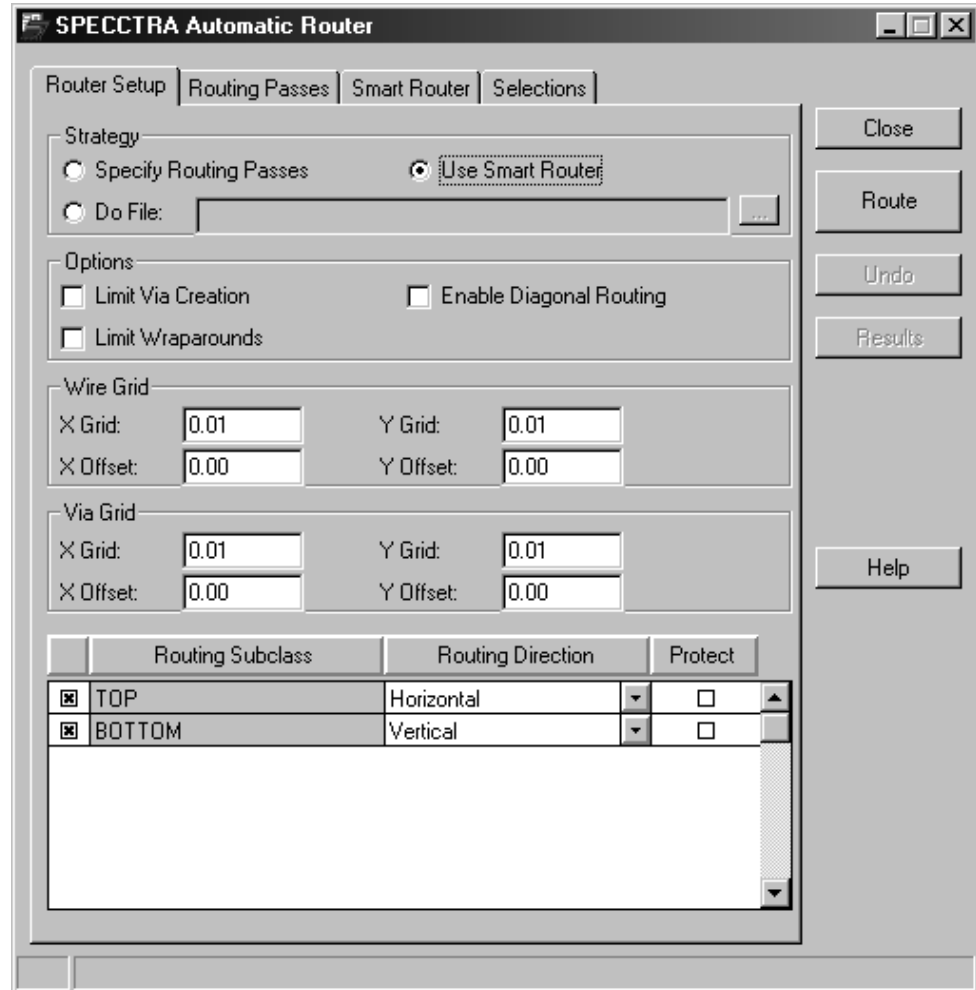 SPECCTRA Automatic Router
Router Setup Routing Passes Smart Router Selections
Strategy
Specify Routing Passes Use Smart Router
Do File: ...
Options
Limit Via Creation Enable Diagonal Routing
Limit Wraparounds
Wire Grid
X Grid: 0.01 Y Grid: 0.01
X Offset: 0.00 Y Offset: 0.00
Via Grid
X Grid: 0.01 Y Grid: 0.01
X Offset: 0.00 Y Offset: 0.00
Routing Subclass Routing Direction Protect
TOP Horizontal
BOTTOM Vertical
Close
Route
Undo
Results
Help